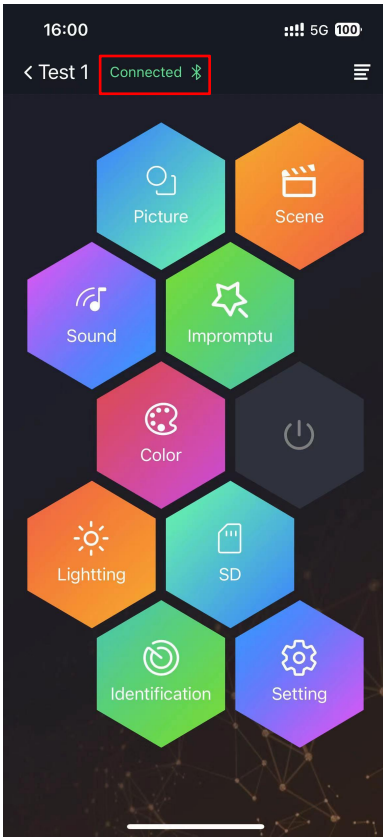 16:00
5G 100
Test 1 Connected
Picture
Scene
Sound
Impromptu
Color
Lightting
SD
Identification
Setting